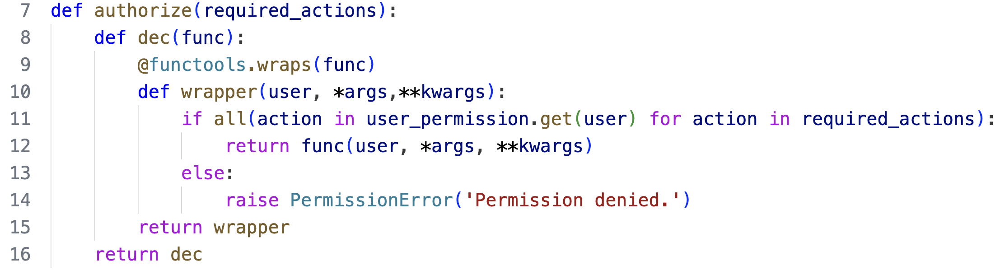 7 def authorize(required_actions):
8 def dec(func):
9 @functools.wraps(func)
10 def wrapper(user, *args,**kwargs):
11 if all(action in user_permission.get(user) for action in required_actions):
12 return func(user, *args, **kwargs)
13 else:
14 raise PermissionError('Permission denied.')
15 return wrapper
16 return dec